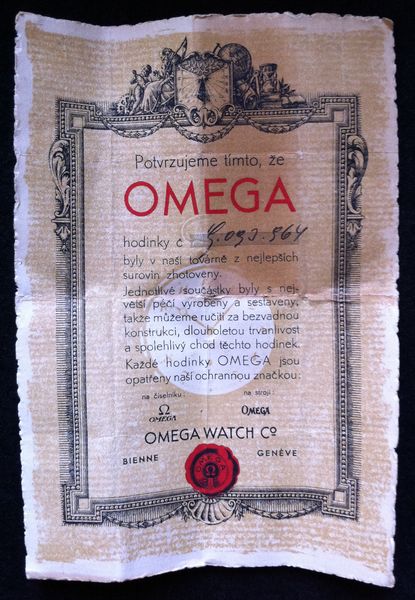 Potvrzujeme tímto, že
OMEGA
hodinky č 9.093.964
byly v naší továrně z nejlepších
surovin zhotoveny.
Jednotlivé součástky byly s nej-
větší péčí vyrobeny a sestaveny,
takže můžeme ručiti za bezvadnou
konstrukci, dlouholetou trvanlivost
a spolehlivý chod těchto hodinek.
Každé hodinky OMEGA jsou
opatřeny naší ochrannou značkou:
na číselníku: na stroji:
Ω OMEGA
OMEGA
OMEGA WATCH Cº
BIENNE GENÈVE
OMEGA
Ω